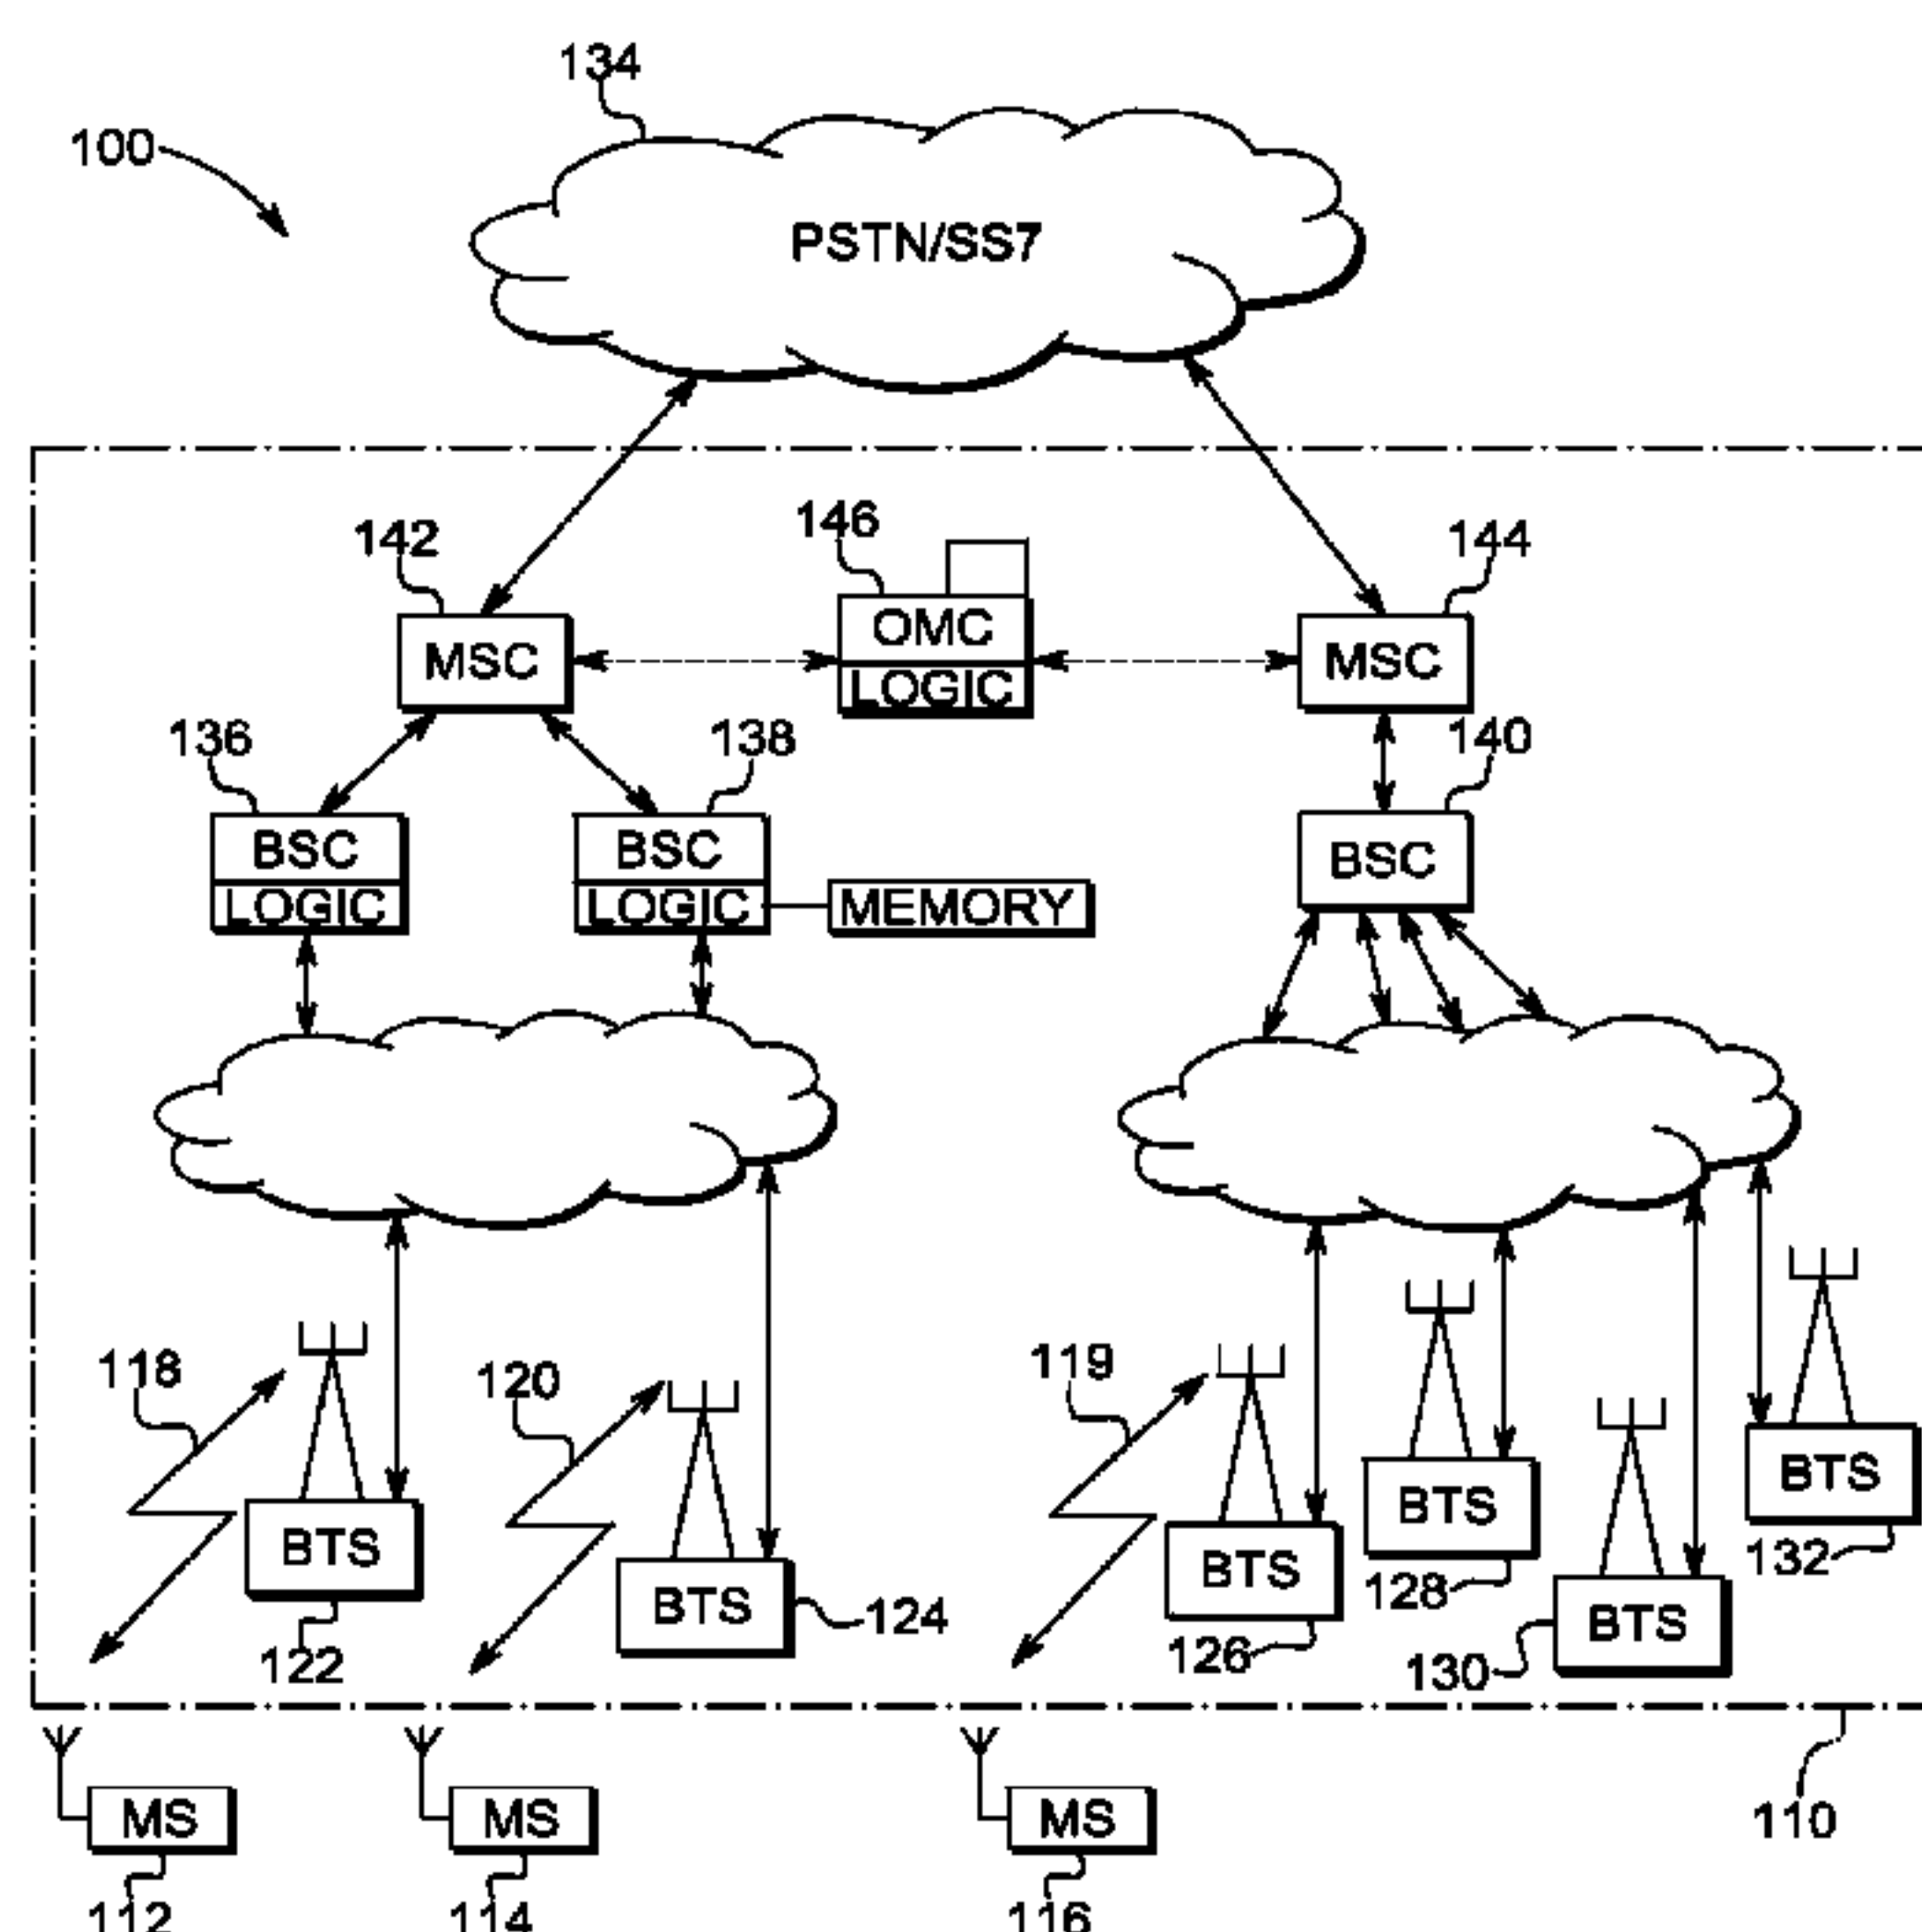 134
100
PSTN/SS7
142
146
144
OMC
MSC
LOGIC
MSC
136
138
140
BSC
BSC
BSC
LOGIC
LOGIC
MEMORY
118
120
119
BTS
BTS
BTS
BTS
BTS
BTS
122
124
126
128
130
132
110
MS
MS
MS
112
114
116